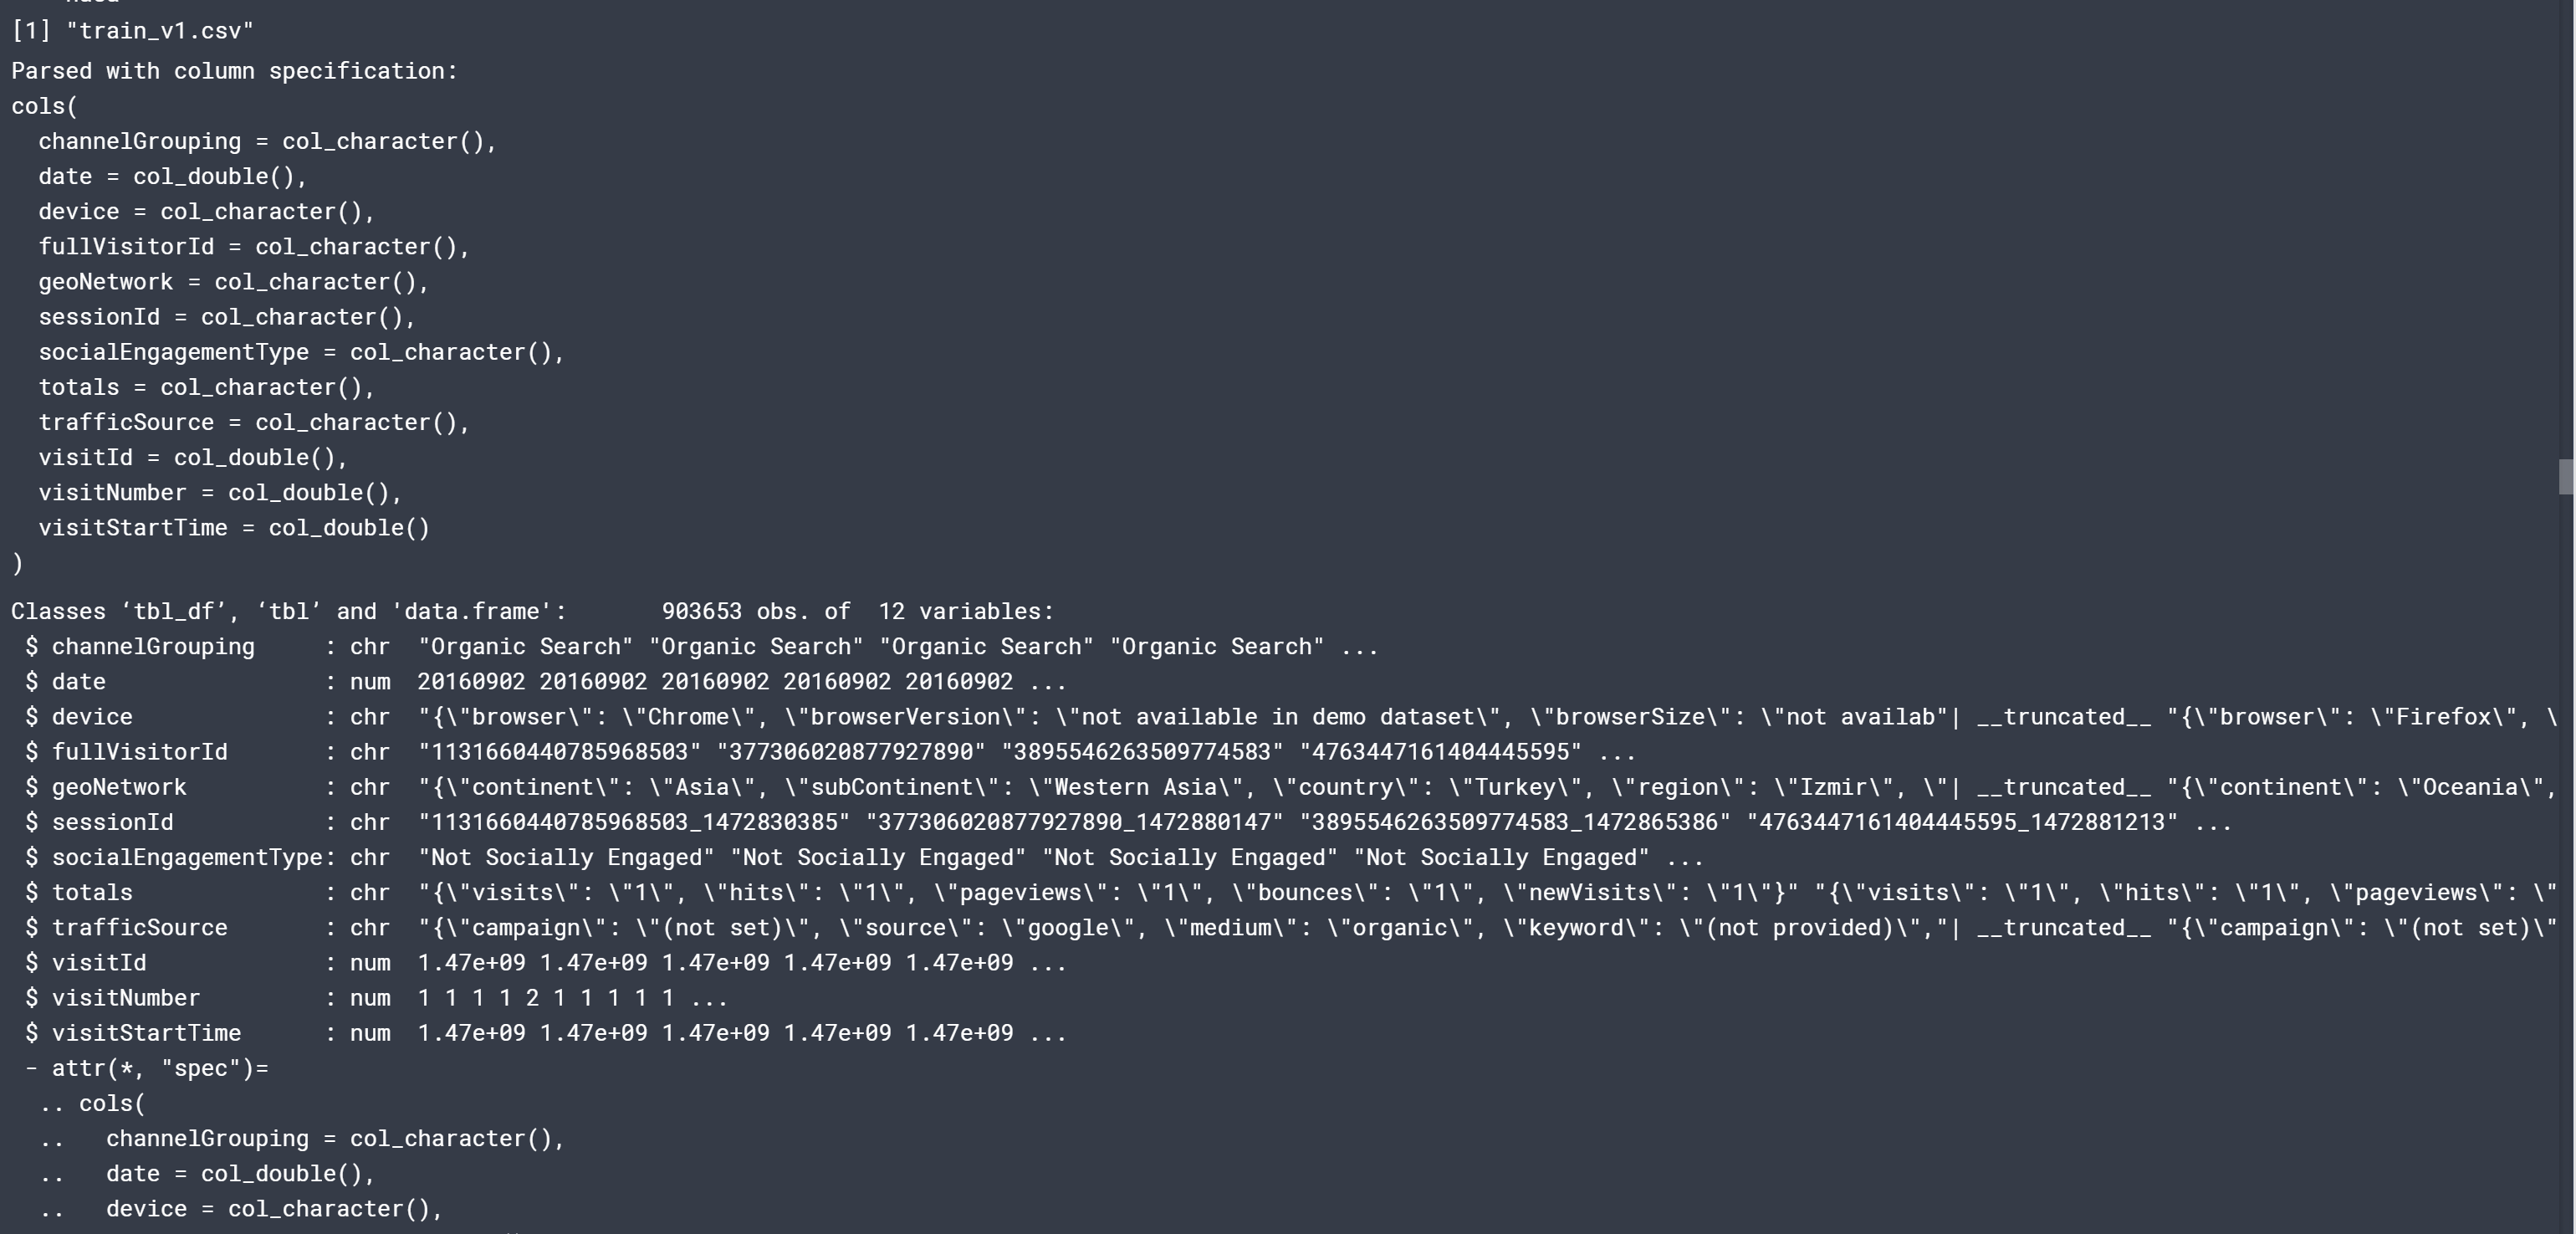 [1] "train_v1.csv"
Parsed with column specification:
cols(
  channelGrouping = col_character(),
  date = col_double(),
  device = col_character(),
  fullVisitorId = col_character(),
  geoNetwork = col_character(),
  sessionId = col_character(),
  socialEngagementType = col_character(),
  totals = col_character(),
  trafficSource = col_character(),
  visitId = col_double(),
  visitNumber = col_double(),
  visitStartTime = col_double()
)
Classes ‘tbl_df’, ‘tbl’ and 'data.frame':       903653 obs. of  12 variables:
 $ channelGrouping     : chr  "Organic Search" "Organic Search" "Organic Search" "Organic Search" ...
 $ date                : num  20160902 20160902 20160902 20160902 20160902 ...
 $ device              : chr  "{\"browser\": \"Chrome\", \"browserVersion\": \"not available in demo dataset\", \"browserSize\": \"not availab"| __truncated__ "{\"browser\": \"Firefox\", \
 $ fullVisitorId       : chr  "1131660440785968503" "377306020877927890" "3895546263509774583" "4763447161404445595" ...
 $ geoNetwork          : chr  "{\"continent\": \"Asia\", \"subContinent\": \"Western Asia\", \"country\": \"Turkey\", \"region\": \"Izmir\", \"| __truncated__ "{\"continent\": \"Oceania\",
 $ sessionId           : chr  "1131660440785968503_1472830385" "377306020877927890_1472880147" "3895546263509774583_1472865386" "4763447161404445595_1472881213" ...
 $ socialEngagementType: chr  "Not Socially Engaged" "Not Socially Engaged" "Not Socially Engaged" "Not Socially Engaged" ...
 $ totals              : chr  "{\"visits\": \"1\", \"hits\": \"1\", \"pageviews\": \"1\", \"bounces\": \"1\", \"newVisits\": \"1\"}" "{\"visits\": \"1\", \"hits\": \"1\", \"pageviews\": \"
 $ trafficSource       : chr  "{\"campaign\": \"(not set)\", \"source\": \"google\", \"medium\": \"organic\", \"keyword\": \"(not provided)\","| __truncated__ "{\"campaign\": \"(not set)\"
 $ visitId             : num  1.47e+09 1.47e+09 1.47e+09 1.47e+09 1.47e+09 ...
 $ visitNumber         : num  1 1 1 1 2 1 1 1 1 1 ...
 $ visitStartTime      : num  1.47e+09 1.47e+09 1.47e+09 1.47e+09 1.47e+09 ...
 - attr(*, "spec")=
  .. cols(
  ..   channelGrouping = col_character(),
  ..   date = col_double(),
  ..   device = col_character(),